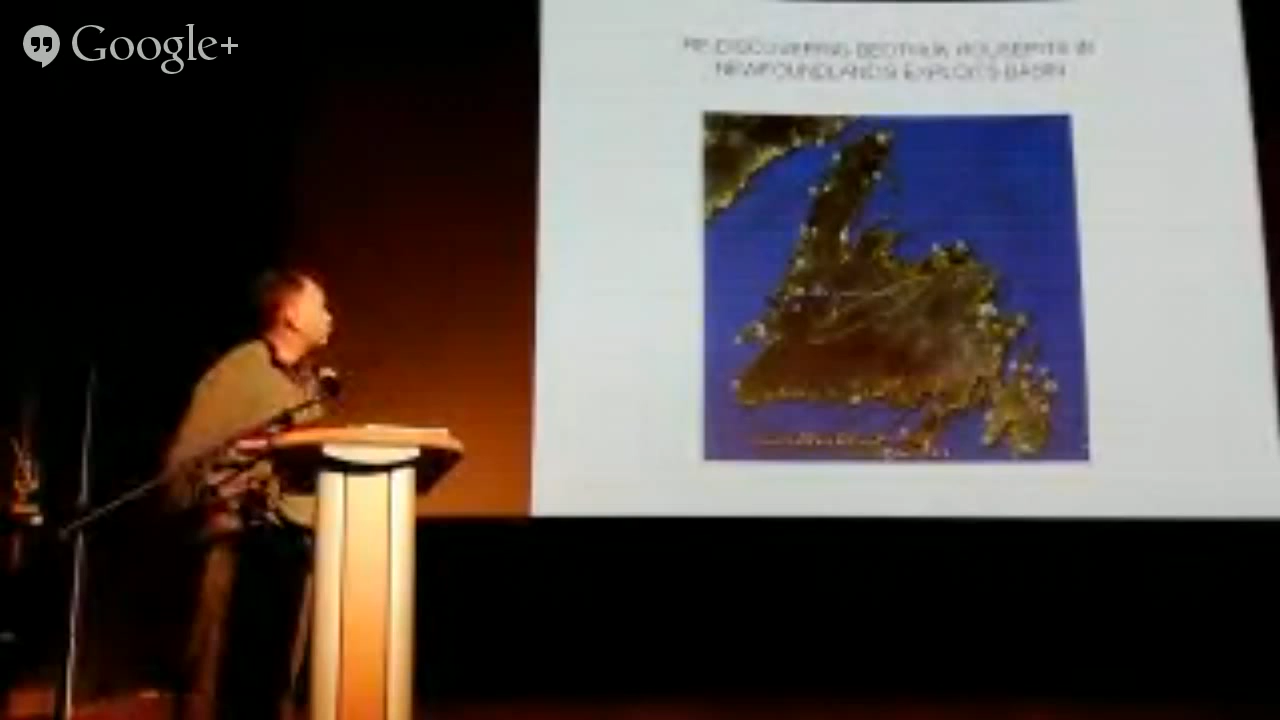 Google+
RE-DISCOVERING BEOTHUK HOUSEPITS IN
NEWFOUNDLAND'S EXPLOITS BASIN